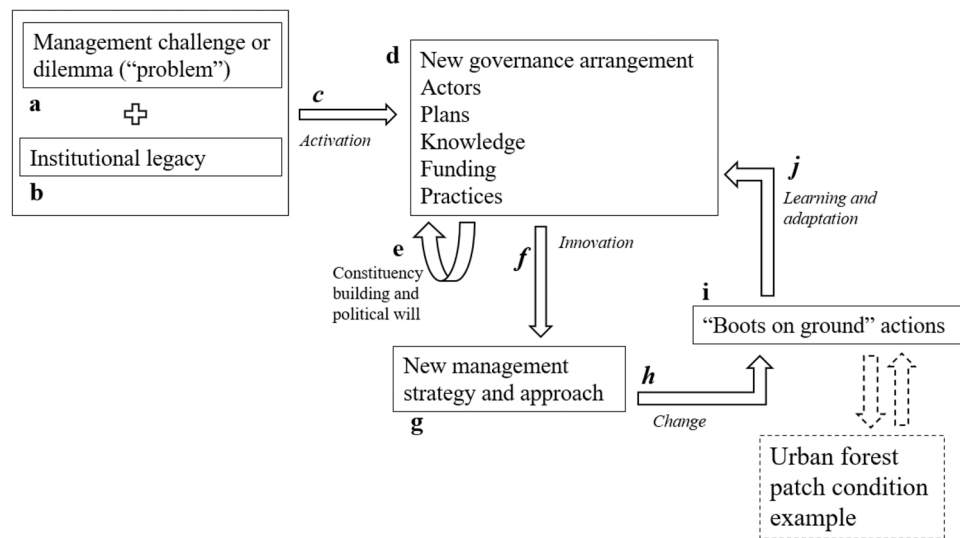 Management challenge or
dilemma (“problem”)
a
Institutional legacy
b
c
Activation
d
New governance arrangement
Actors
Plans
Knowledge
Funding
Practices
e
Constituency
building and
political will
f
Innovation
g
New management
strategy and approach
h
Change
i
“Boots on ground” actions
j
Learning and
adaptation
Urban forest
patch condition
example